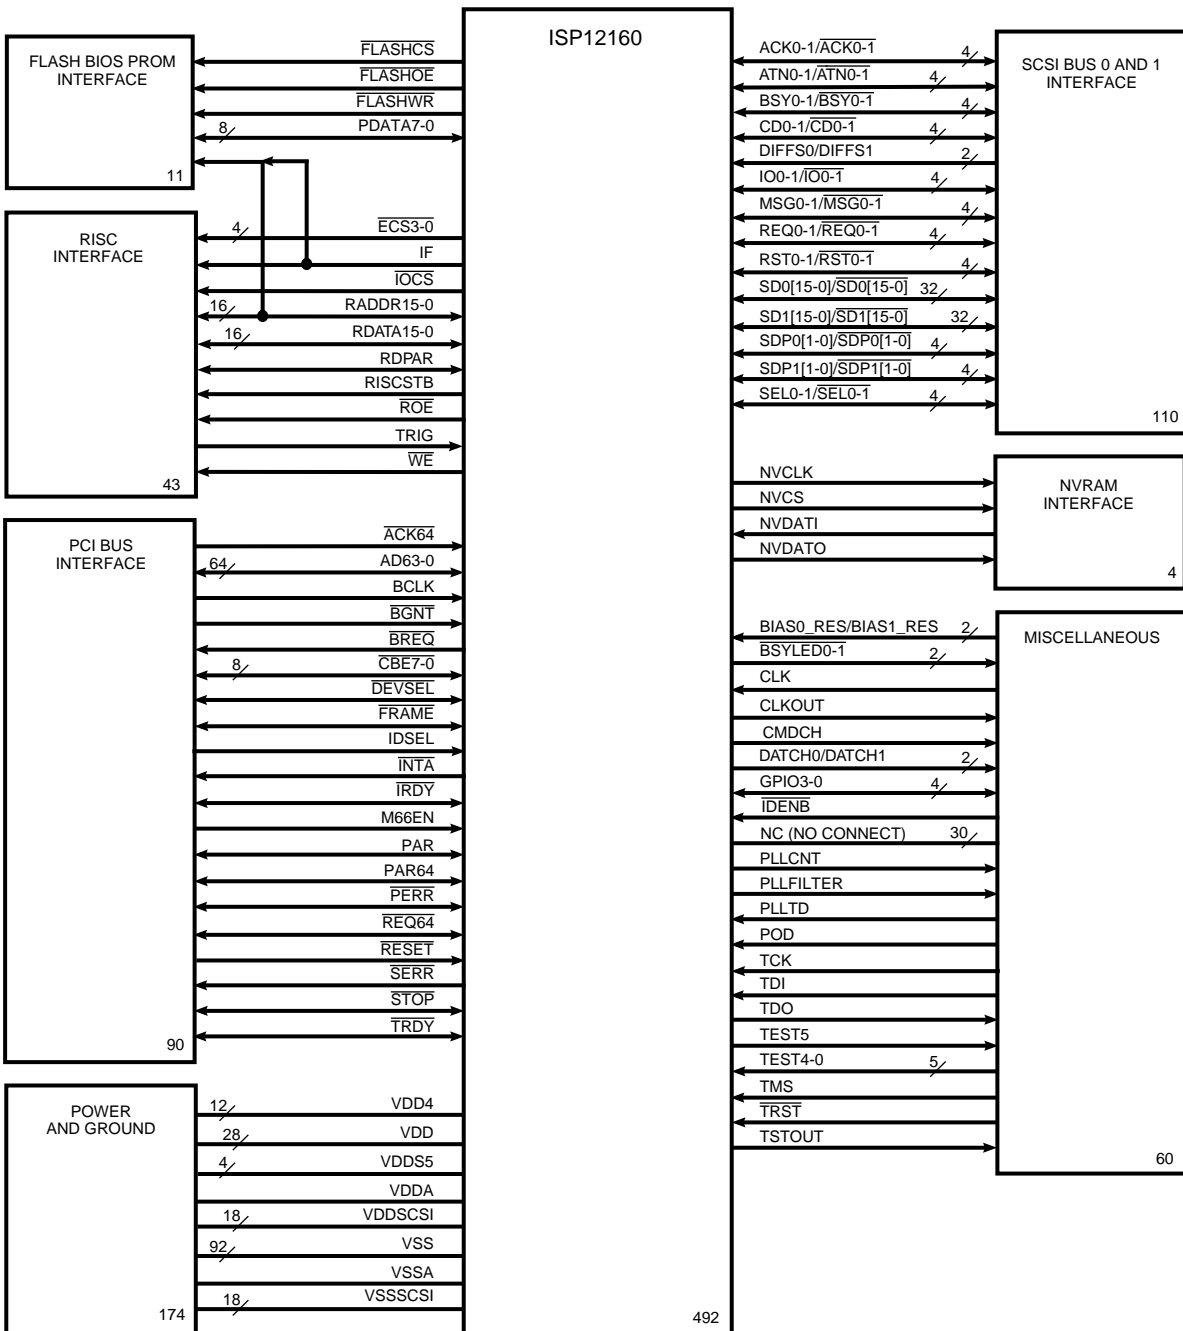 ISP12160
492
FLASH BIOS PROM
INTERFACE
11
FLASHCS
FLASHOE
FLASHWR
8 PDATA7-0
RISC
INTERFACE
43
4 ECS3-0
IF
IOCS
16 RADDR15-0
16 RDATA15-0
RDPAR
RISCSTB
ROE
TRIG
WE
PCI BUS
INTERFACE
90
ACK64
64 AD63-0
BCLK
BGNT
BREQ
8 CBE7-0
DEVSEL
FRAME
IDSEL
INTA
IRDY
M66EN
PAR
PAR64
PERR
REQ64
RESET
SERR
STOP
TRDY
POWER
AND GROUND
174
12 VDD4
28 VDD
4 VDDS5
VDDA
18 VDDSCSI
92 VSS
VSSA
18 VSSSCSI
SCSI BUS 0 AND 1
INTERFACE
110
ACK0-1/ACK0-1 4
ATN0-1/ATN0-1 4
BSY0-1/BSY0-1 4
CD0-1/CD0-1 4
DIFFS0/DIFFS1 2
IO0-1/IO0-1 4
MSG0-1/MSG0-1 4
REQ0-1/REQ0-1 4
RST0-1/RST0-1 4
SD0[15-0]/SD0[15-0] 32
SD1[15-0]/SD1[15-0] 32
SDP0[1-0]/SDP0[1-0] 4
SDP1[1-0]/SDP1[1-0] 4
SEL0-1/SEL0-1 4
NVRAM
INTERFACE
4
NVCLK
NVCS
NVDATI
NVDATO
MISCELLANEOUS
60
BIAS0_RES/BIAS1_RES 2
BSYLED0-1 2
CLK
CLKOUT
CMDCH
DATCH0/DATCH1 2
GPIO3-0 4
IDENB
NC (NO CONNECT) 30
PLLCNT
PLLFILTER
PLLTD
POD
TCK
TDI
TDO
TEST5
TEST4-0 5
TMS
TRST
TSTOUT